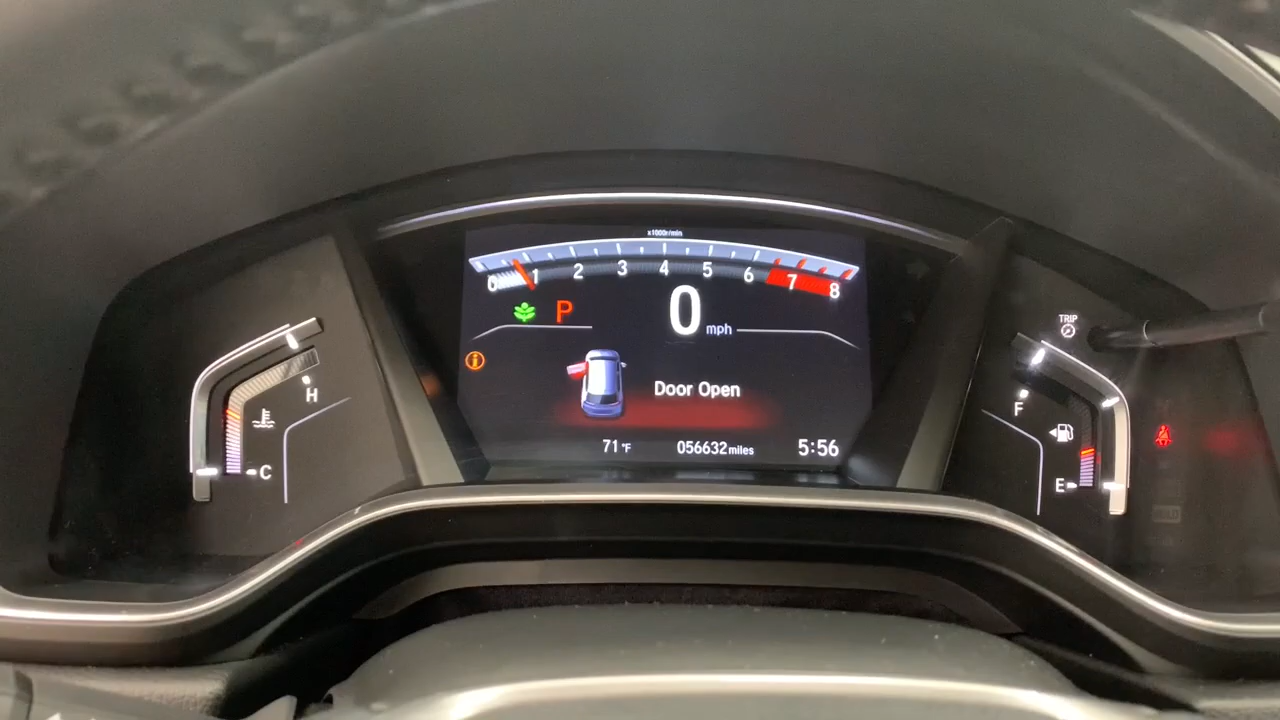 x1000r/min
0 1 2 3 4 5 6 7 8
P
0 mph
TRIP
H
F
Door Open
C
71°F 056632 miles 5:56
E